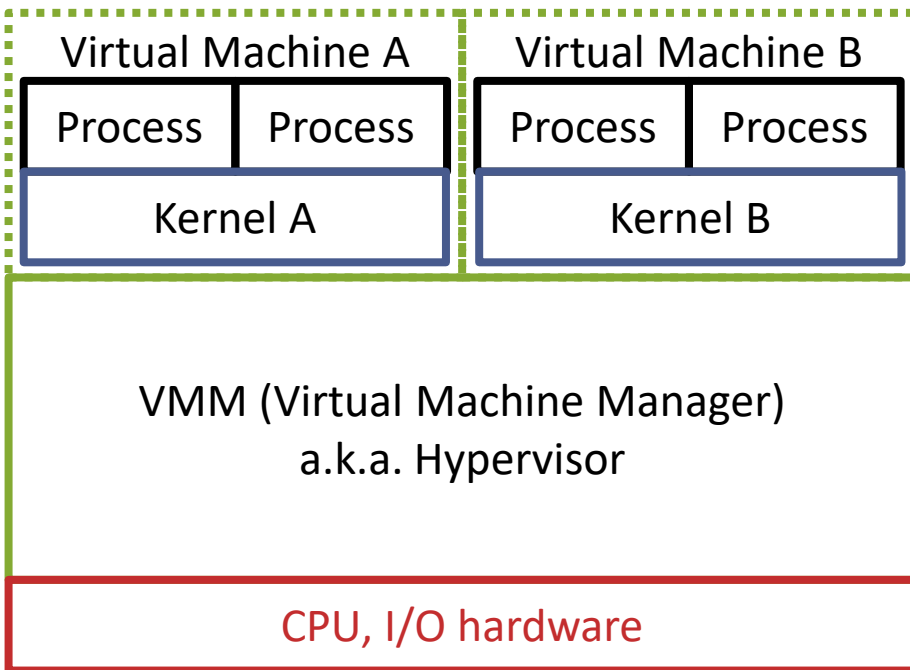 Virtual Machine A
Virtual Machine B
Process
Process
Process
Process
Kernel A
Kernel B
VMM (Virtual Machine Manager)
a.k.a. Hypervisor
CPU, I/O hardware